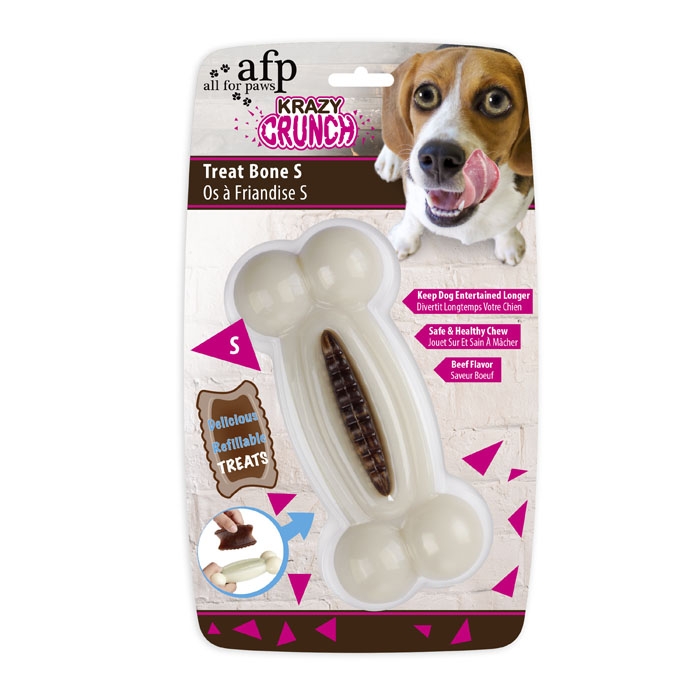 afp
all for paws
KRAZY
CRUNCH
Treat Bone S
Os à Friandise S
Keep Dog Entertained Longer
Divertit Longtemps Votre Chien
Safe & Healthy Chew
Jouet Sur Et Sain À Mâcher
Beef Flavor
Saveur Boeuf
S
Delicious
Refillable
TREATS